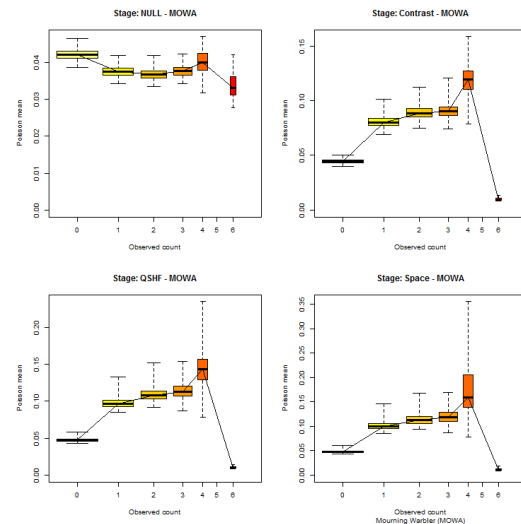 Stage: NULL - MOWA
Poisson mean
0.00 0.01 0.02 0.03 0.04
0 1 2 3 4 5 6
Observed count
Stage: Contrast - MOWA
Poisson mean
0.00 0.05 0.10 0.15
0 1 2 3 4 5 6
Observed count
Stage: QSHF - MOWA
Poisson mean
0.00 0.05 0.10 0.15 0.20
0 1 2 3 4 5 6
Observed count
Stage: Space - MOWA
Poisson mean
0.00 0.05 0.10 0.15 0.20 0.25 0.30 0.35
0 1 2 3 4 5 6
Observed count
Mourning Warbler (MOWA)